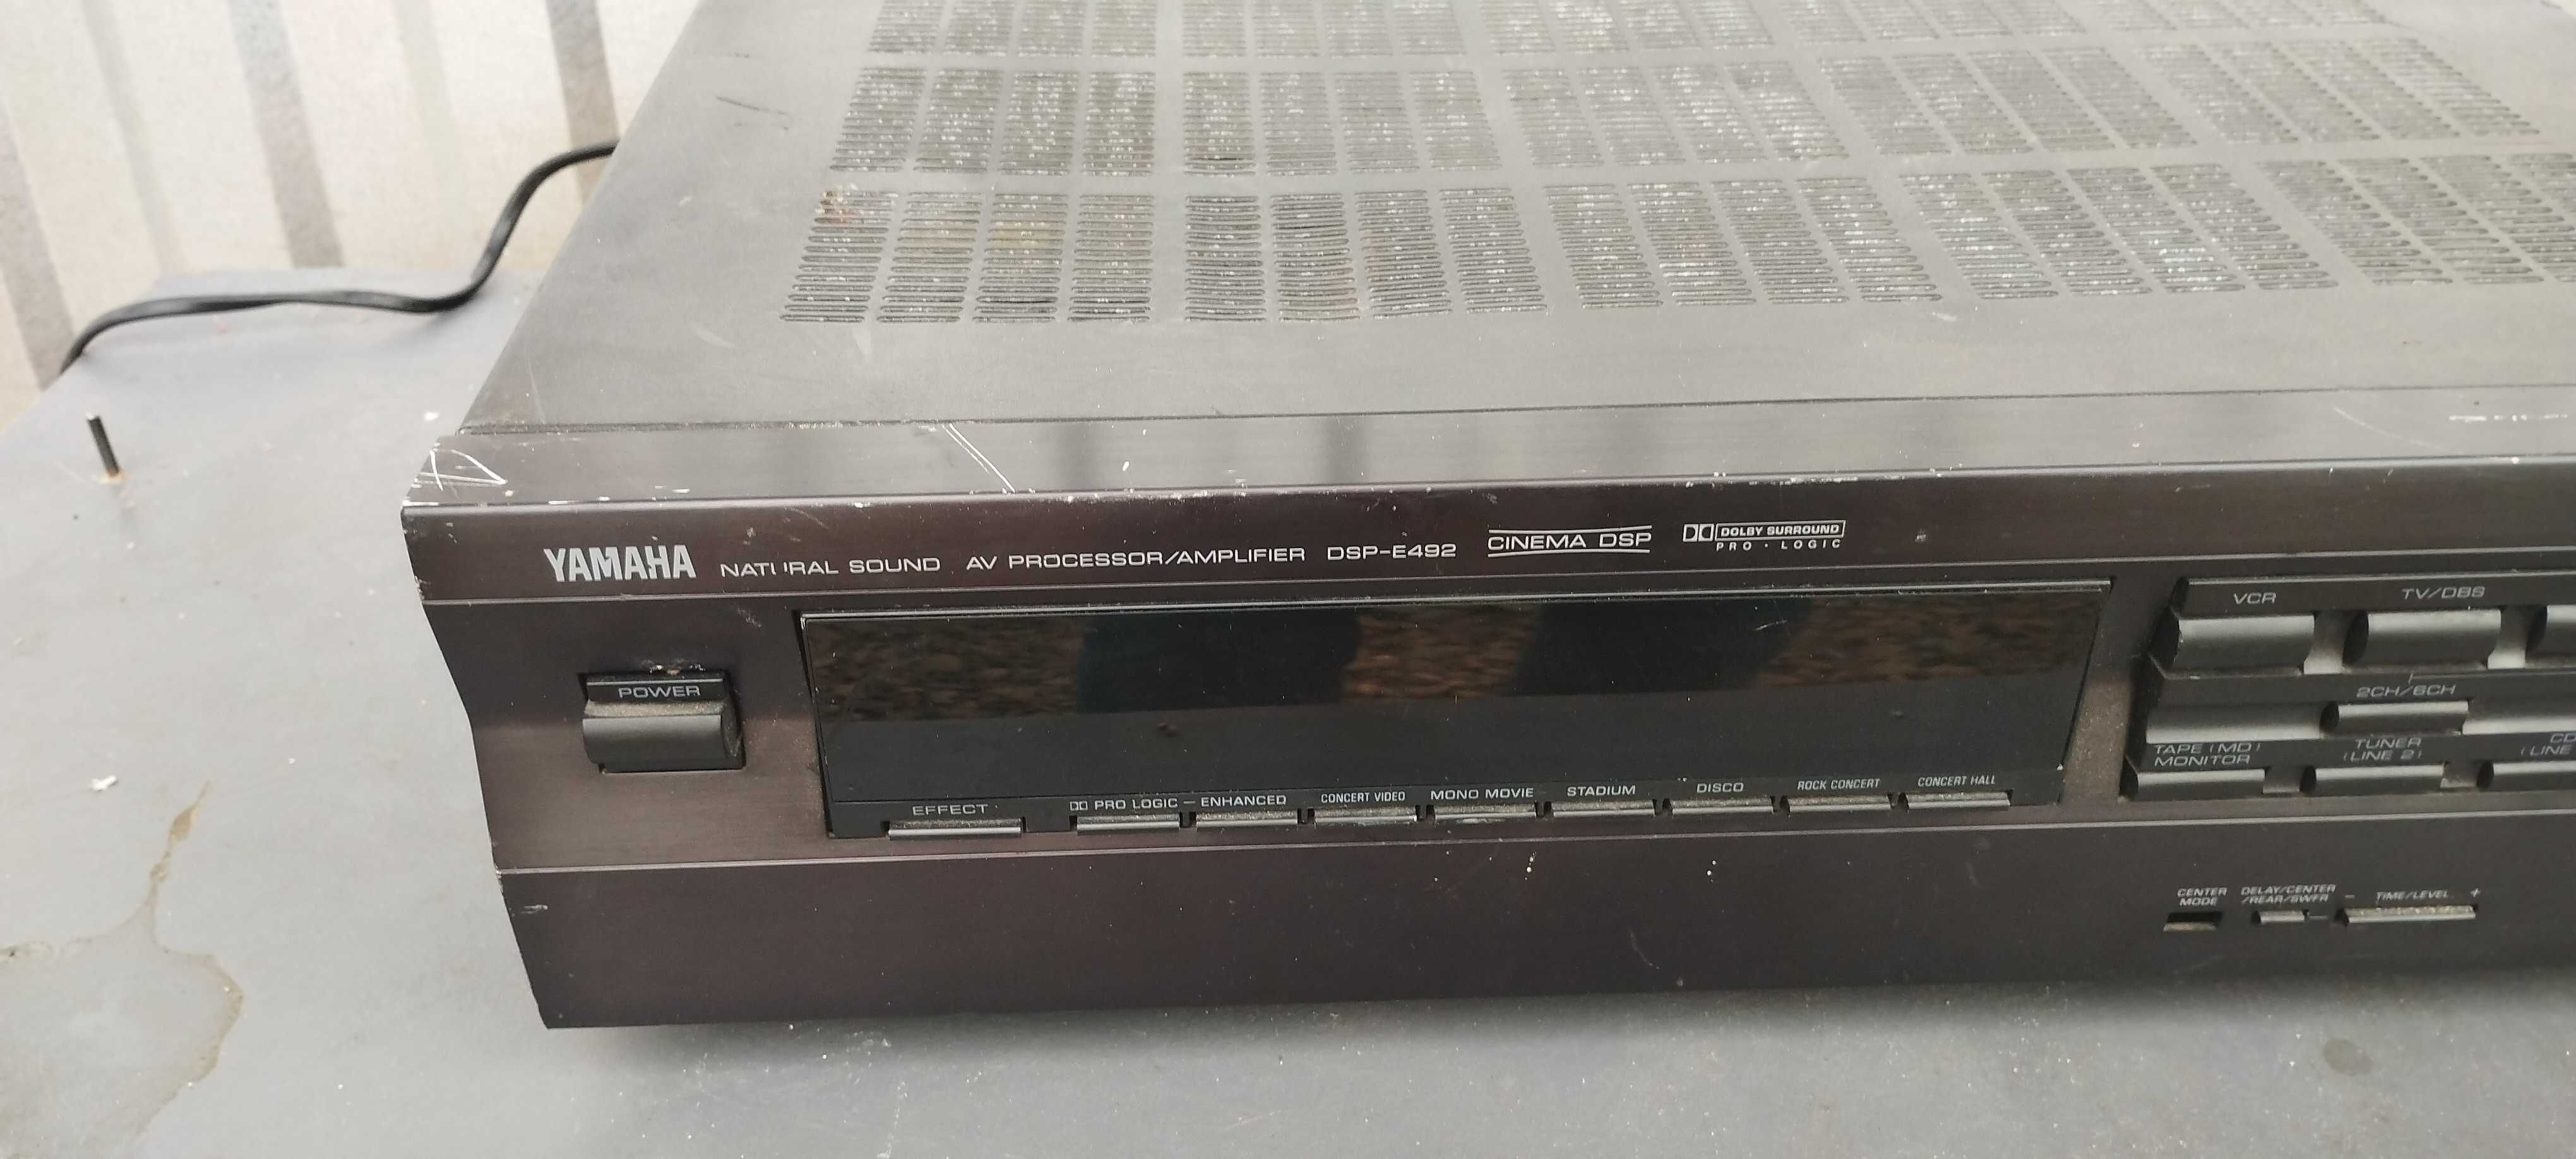 YAMAHA NATURAL SOUND AV PROCESSOR/AMPLIFIER DSP-E492 CINEMA DSP DOLBY SURROUND
PRO · LOGIC
VCR TV/DBS
POWER
2CH/6CH
TAPE (MD) MONITOR
TUNER (LINE 2)
CD (LINE
EFFECT PRO LOGIC - ENHANCED CONCERT VIDEO MONO MOVIE STADIUM DISCO ROCK CONCERT CONCERT HALL
CENTER MODE
DELAY/CENTER /REAR/SWFR
- TIME/LEVEL +